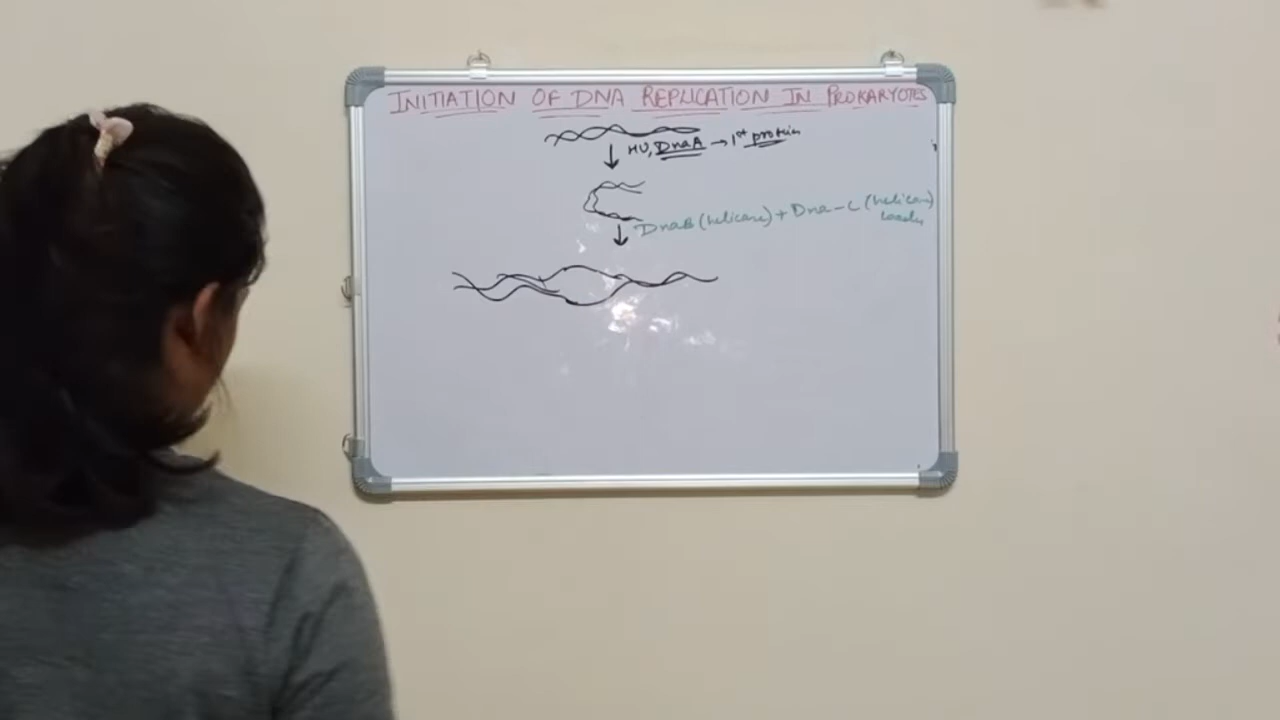 INITIATION OF DNA REPLICATION IN PROKARYOTES
HU, DnaA → 1st protein
DnaB (helicase) + Dna-C (helicase)
loader